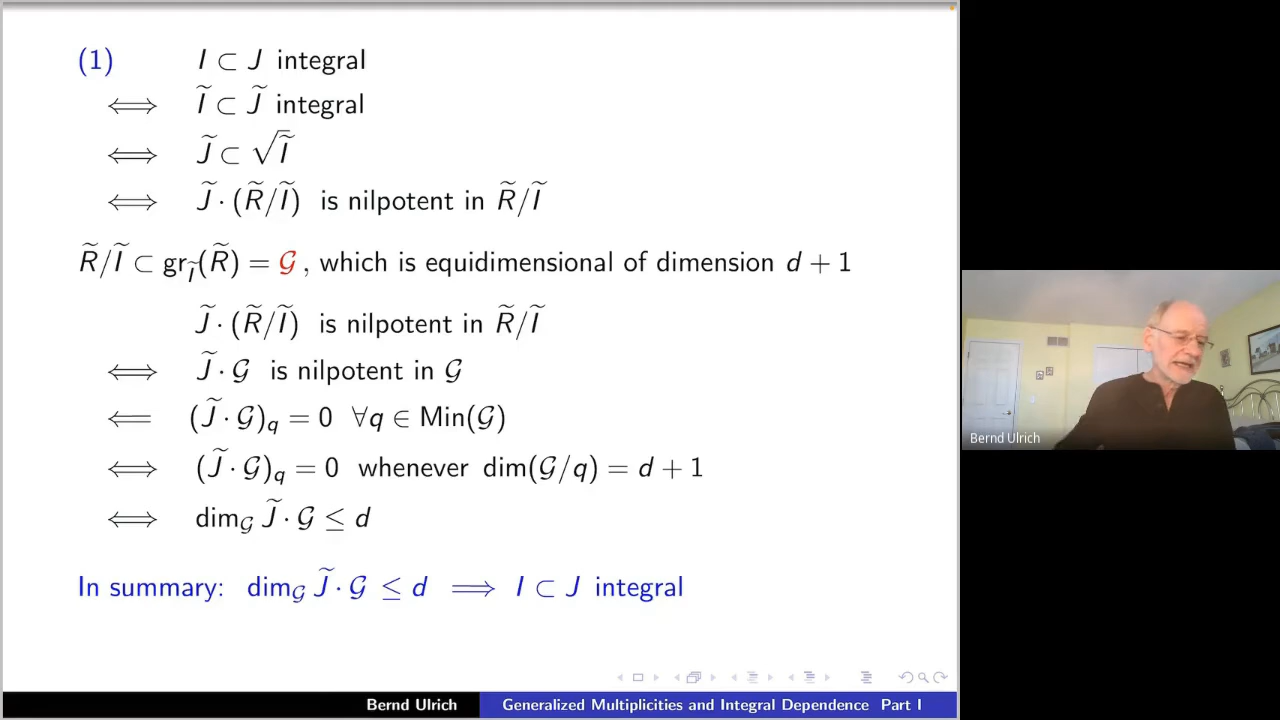 (1) I ⊂ J integral
⟺ Ĩ ⊂ J̃ integral
⟺ J̃ ⊂ √Ĩ
⟺ J̃ · (R̃/Ĩ) is nilpotent in R̃/Ĩ
R̃/Ĩ ⊂ gr_Ĩ(R̃) = 𝒢 , which is equidimensional of dimension d + 1
J̃ · (R̃/Ĩ) is nilpotent in R̃/Ĩ
⟺ J̃ · 𝒢 is nilpotent in 𝒢
⟸ (J̃ · 𝒢)_q = 0 ∀q ∈ Min(𝒢)
⟺ (J̃ · 𝒢)_q = 0 whenever dim(𝒢/q) = d + 1
⟺ dim_𝒢 J̃ · 𝒢 ≤ d
In summary: dim_𝒢 J̃ · 𝒢 ≤ d ⟹ I ⊂ J integral
Bernd Ulrich Generalized Multiplicities and Integral Dependence Part I
Bernd Ulrich